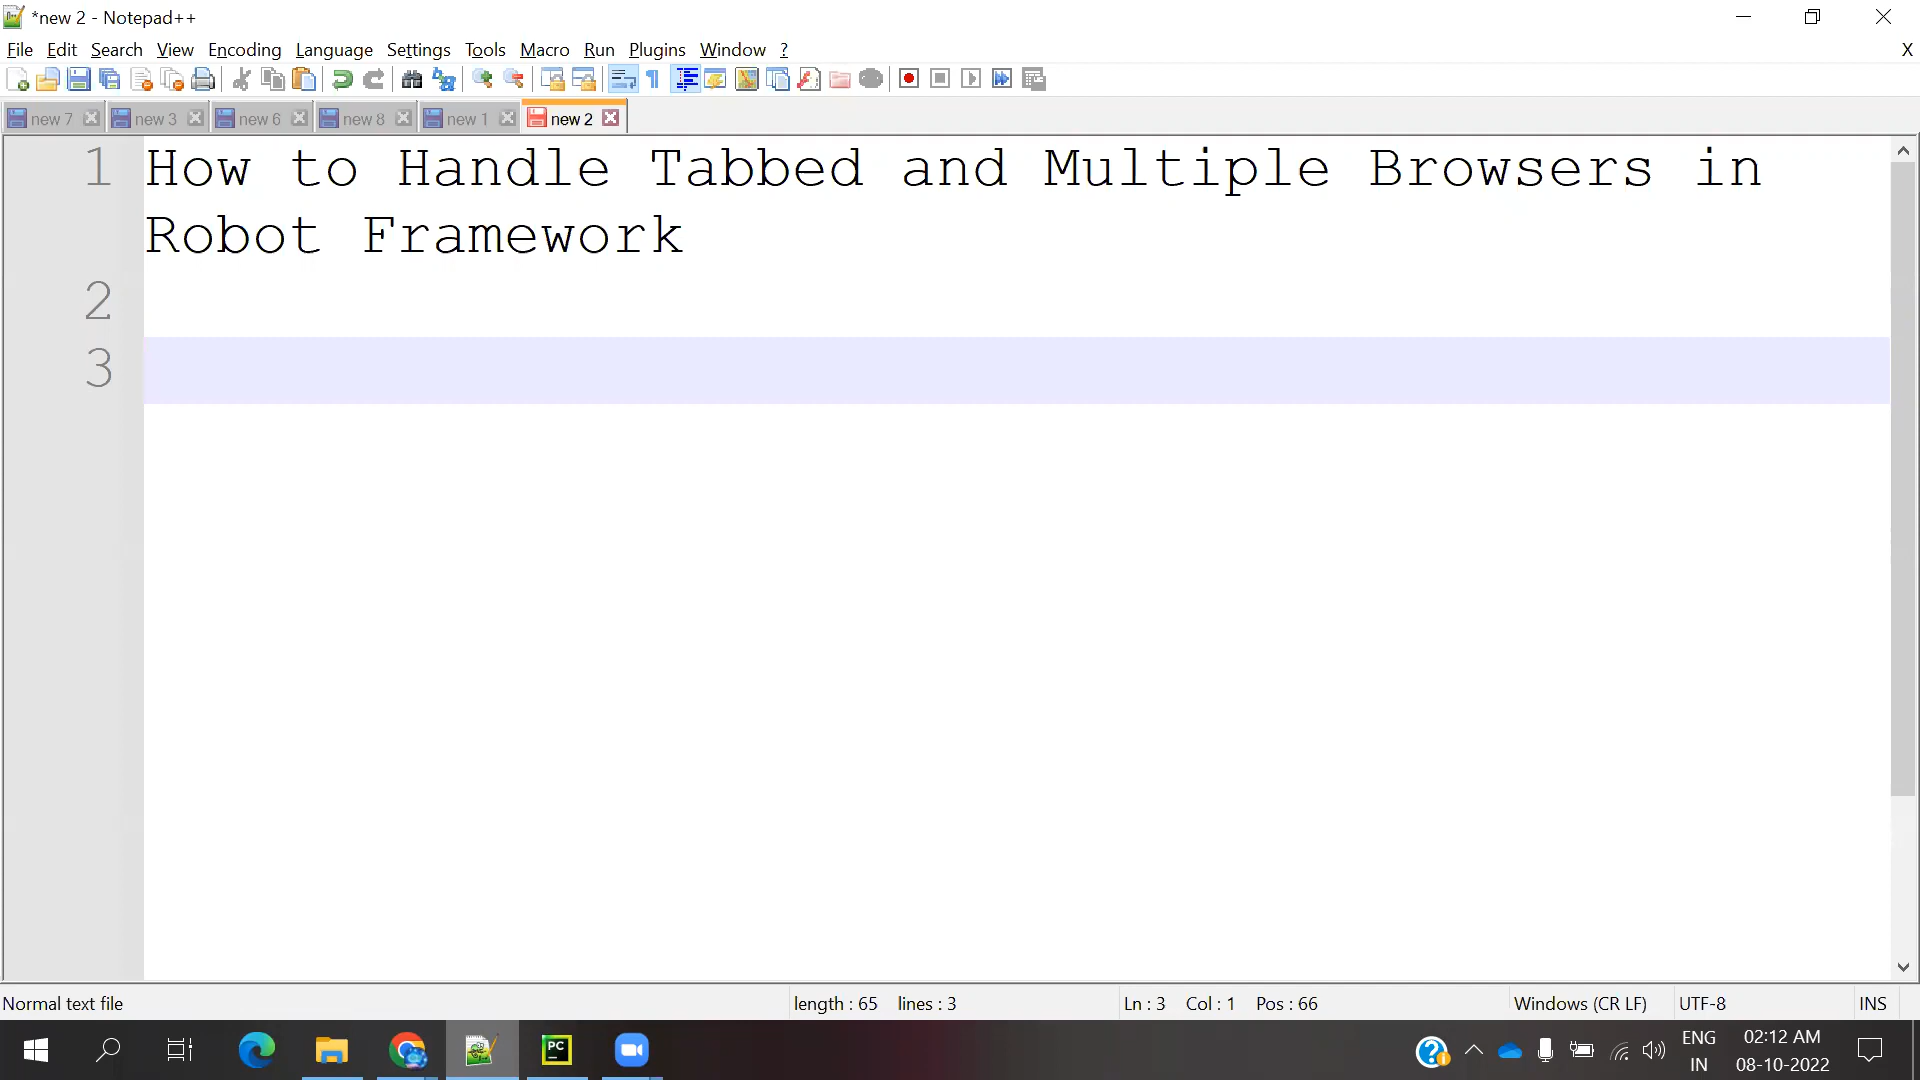 *new 2 - Notepad++
File Edit Search View Encoding Language Settings Tools Macro Run Plugins Window ? X
new 7 new 3 new 6 new 8 new 1 new 2
1 How to Handle Tabbed and Multiple Browsers in
Robot Framework
2
3
Normal text file length : 65 lines : 3 Ln : 3 Col : 1 Pos : 66 Windows (CR LF) UTF-8 INS
PC
ENG 02:12 AM
IN 08-10-2022